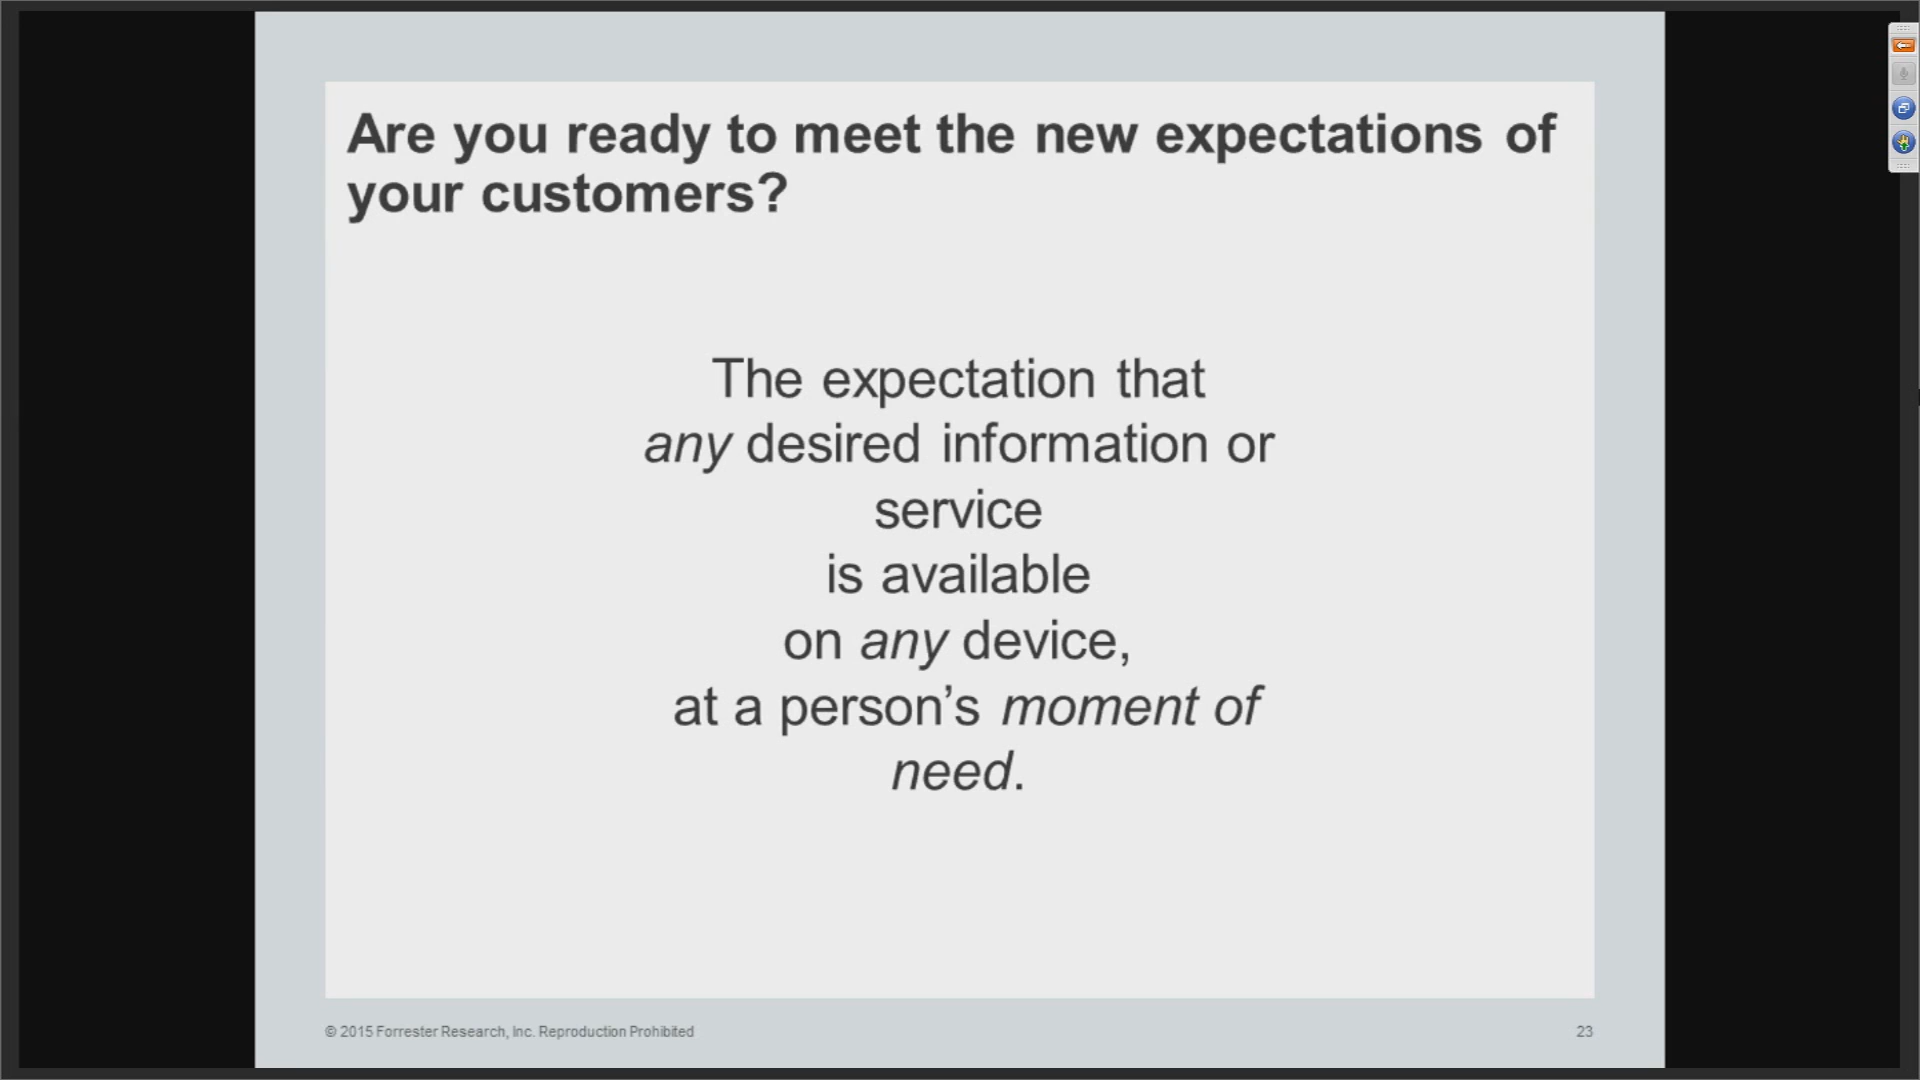 Are you ready to meet the new expectations of
your customers?
The expectation that
any desired information or
service
is available
on any device,
at a person’s moment of
need.
© 2015 Forrester Research, Inc. Reproduction Prohibited
23